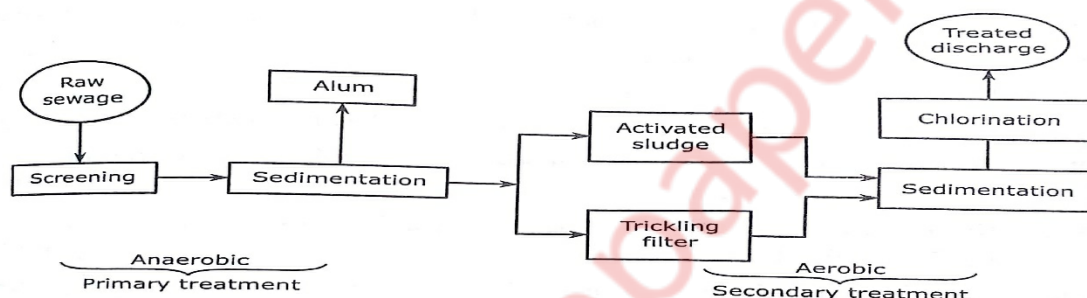 Raw
sewage
Screening
Sedimentation
Alum
Activated
sludge
Trickling
filter
Sedimentation
Chlorination
Treated
discharge
Anaerobic
Primary treatment
Aerobic
Secondary treatment